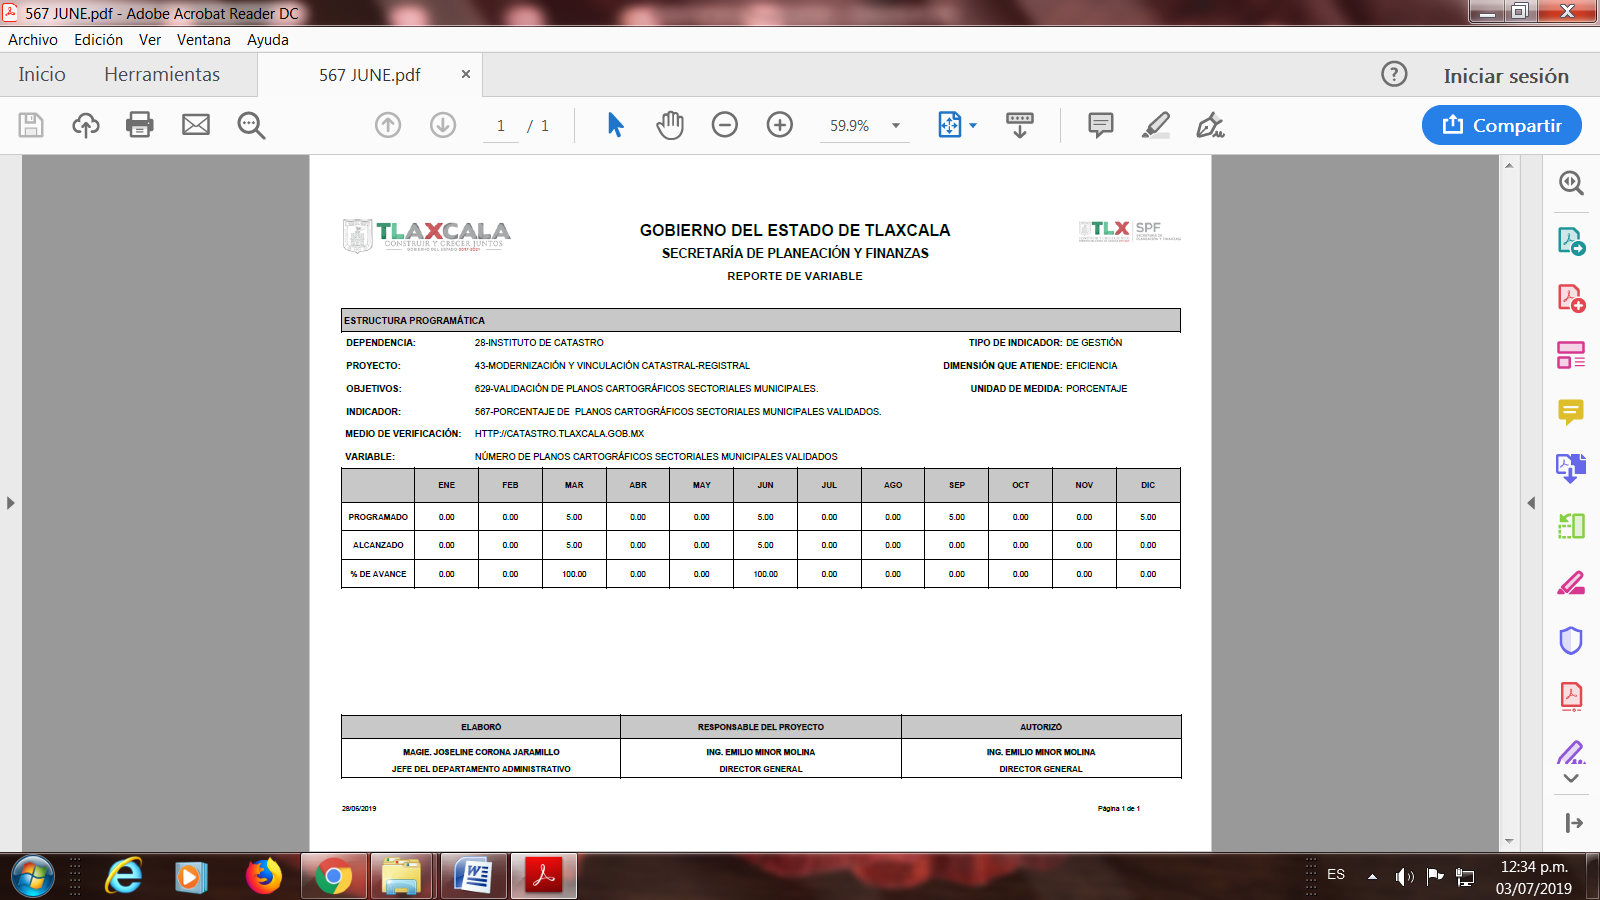 567 JUNE.pdf - Adobe Acrobat Reader DC
Archivo Edición Ver Ventana Ayuda
Inicio Herramientas 567 JUNE.pdf × ? Iniciar sesión
1 / 1 59.9% Compartir
TLAXCALA
CONSTRUIR Y CRECER JUNTOS
GOBIERNO DEL ESTADO 2017-2021
GOBIERNO DEL ESTADO DE TLAXCALA
SECRETARÍA DE PLANEACIÓN Y FINANZAS
REPORTE DE VARIABLE
TLX SPF
SECRETARÍA
DE PLANEACIÓN Y FINANZAS
ESTRUCTURA PROGRAMÁTICA
DEPENDENCIA: 28-INSTITUTO DE CATASTRO TIPO DE INDICADOR: DE GESTIÓN
PROYECTO: 43-MODERNIZACIÓN Y VINCULACIÓN CATASTRAL-REGISTRAL DIMENSIÓN QUE ATIENDE: EFICIENCIA
OBJETIVOS: 629-VALIDACIÓN DE PLANOS CARTOGRÁFICOS SECTORIALES MUNICIPALES. UNIDAD DE MEDIDA: PORCENTAJE
INDICADOR: 567-PORCENTAJE DE PLANOS CARTOGRÁFICOS SECTORIALES MUNICIPALES VALIDADOS.
MEDIO DE VERIFICACIÓN: HTTP://CATASTRO.TLAXCALA.GOB.MX
VARIABLE: NÚMERO DE PLANOS CARTOGRÁFICOS SECTORIALES MUNICIPALES VALIDADOS
ENE FEB MAR ABR MAY JUN JUL AGO SEP OCT NOV DIC
PROGRAMADO 0.00 0.00 5.00 0.00 0.00 5.00 0.00 0.00 5.00 0.00 0.00 5.00
ALCANZADO 0.00 0.00 5.00 0.00 0.00 5.00 0.00 0.00 0.00 0.00 0.00 0.00
% DE AVANCE 0.00 0.00 100.00 0.00 0.00 100.00 0.00 0.00 0.00 0.00 0.00 0.00
ELABORÓ RESPONSABLE DEL PROYECTO AUTORIZÓ
MAGIE. JOSELINE CORONA JARAMILLO ING. EMILIO MINOR MOLINA ING. EMILIO MINOR MOLINA
JEFE DEL DEPARTAMENTO ADMINISTRATIVO DIRECTOR GENERAL DIRECTOR GENERAL
28/06/2019 Página 1 de 1
ES 12:34 p.m.
03/07/2019